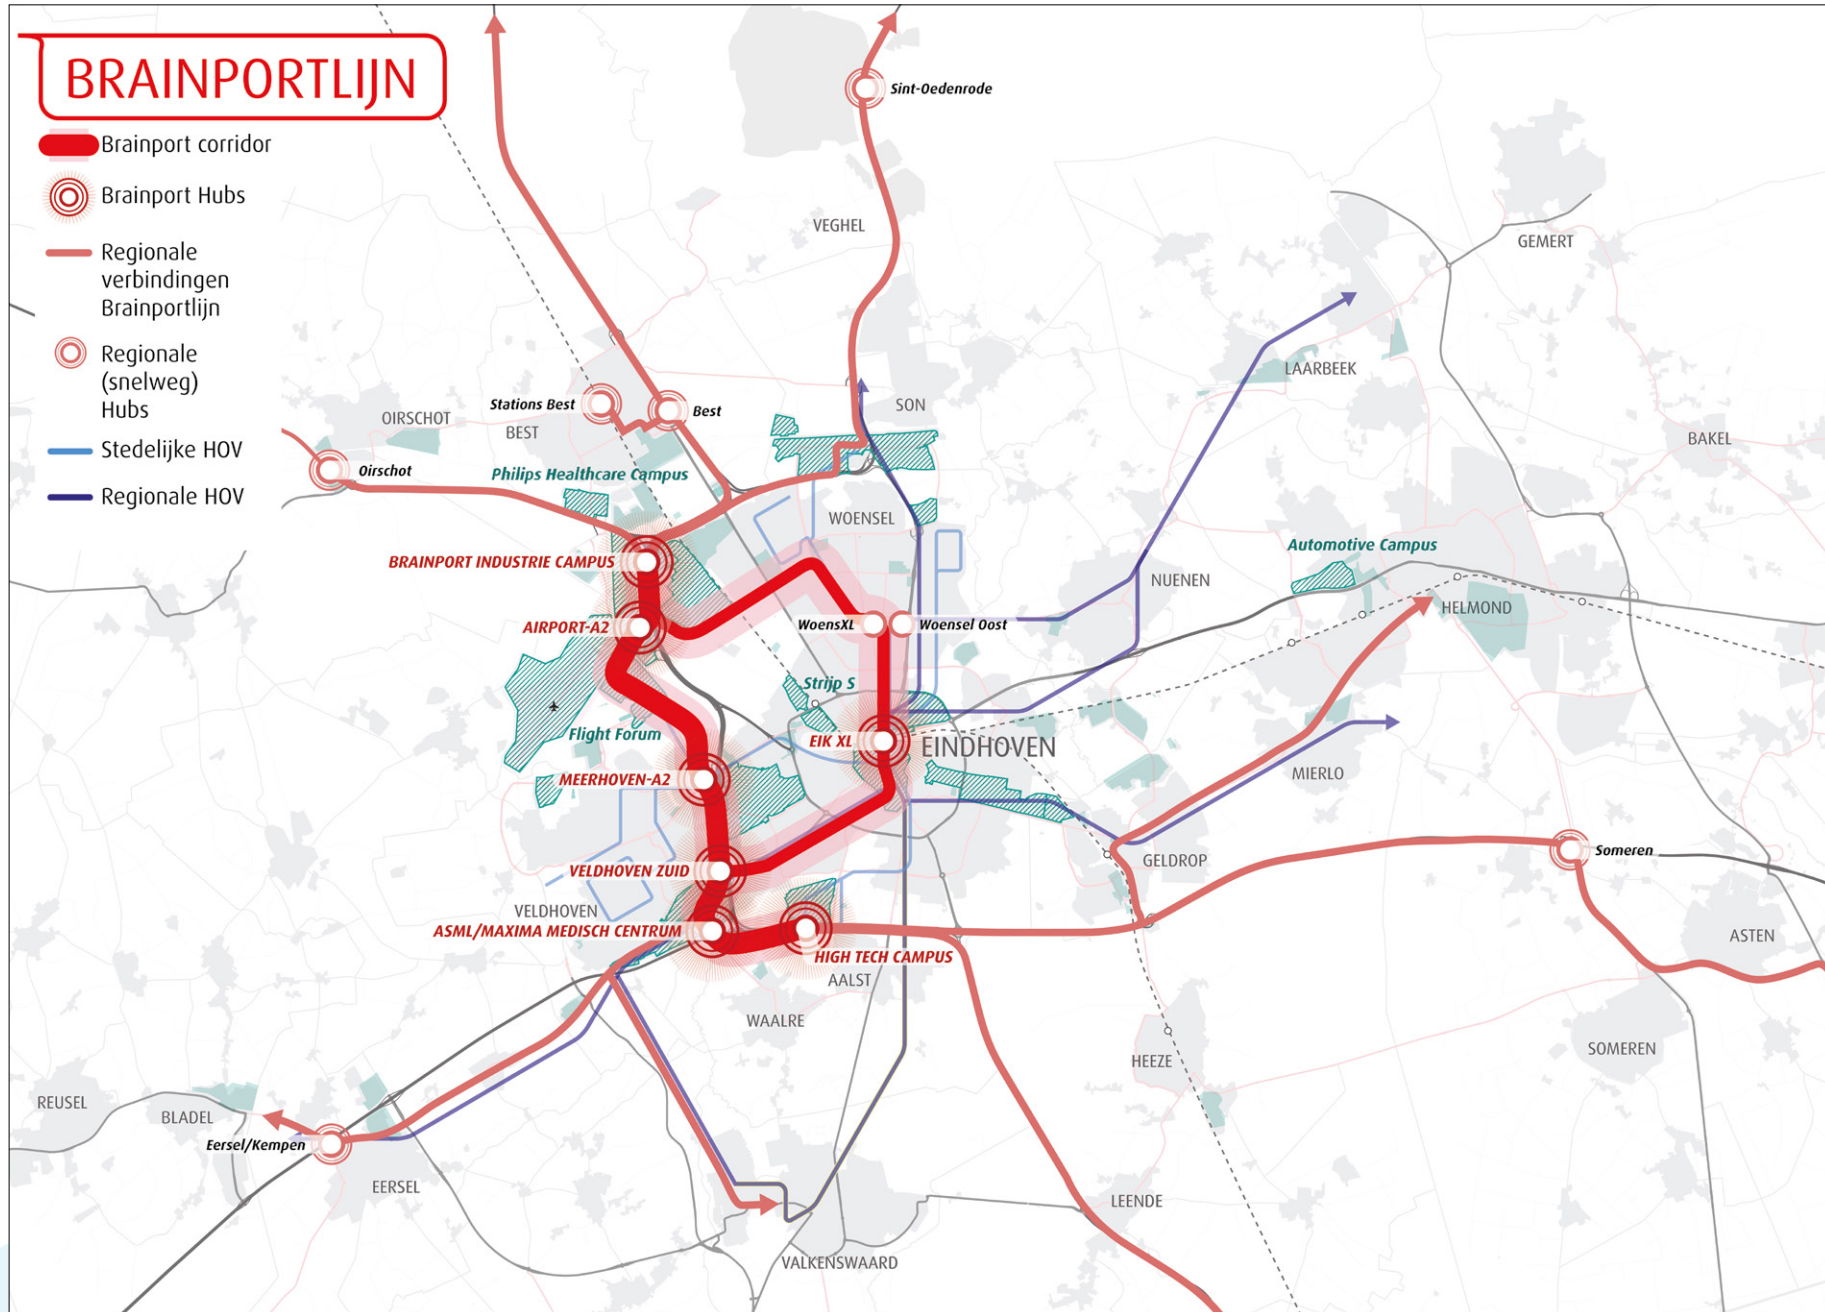 BRAINPORTLIJN
Brainport corridor
Brainport Hubs
Regionale
verbindingen
Brainportlijn
Regionale
(snelweg)
Hubs
Stedelijke HOV
Regionale HOV
Sint-Oedenrode
VEGHEL
GEMERT
LAARBEEK
Stations Best
Best
OIRSCHOT
BEST
SON
BAKEL
Oirschot
Philips Healthcare Campus
WOENSEL
Automotive Campus
BRAINPORT INDUSTRIE CAMPUS
NUENEN
HELMOND
AIRPORT-A2
WoensXL
Woensel Oost
Strijp S
Flight Forum
EIK XL
EINDHOVEN
MEERHOVEN-A2
MIERLO
Someren
GELDROP
VELDHOVEN ZUID
VELDHOVEN
ASML/MAXIMA MEDISCH CENTRUM
ASTEN
HIGH TECH CAMPUS
AALST
WAALRE
SOMEREN
HEEZE
REUSEL
BLADEL
Eersel/Kempen
EERSEL
LEENDE
VALKENSWAARD